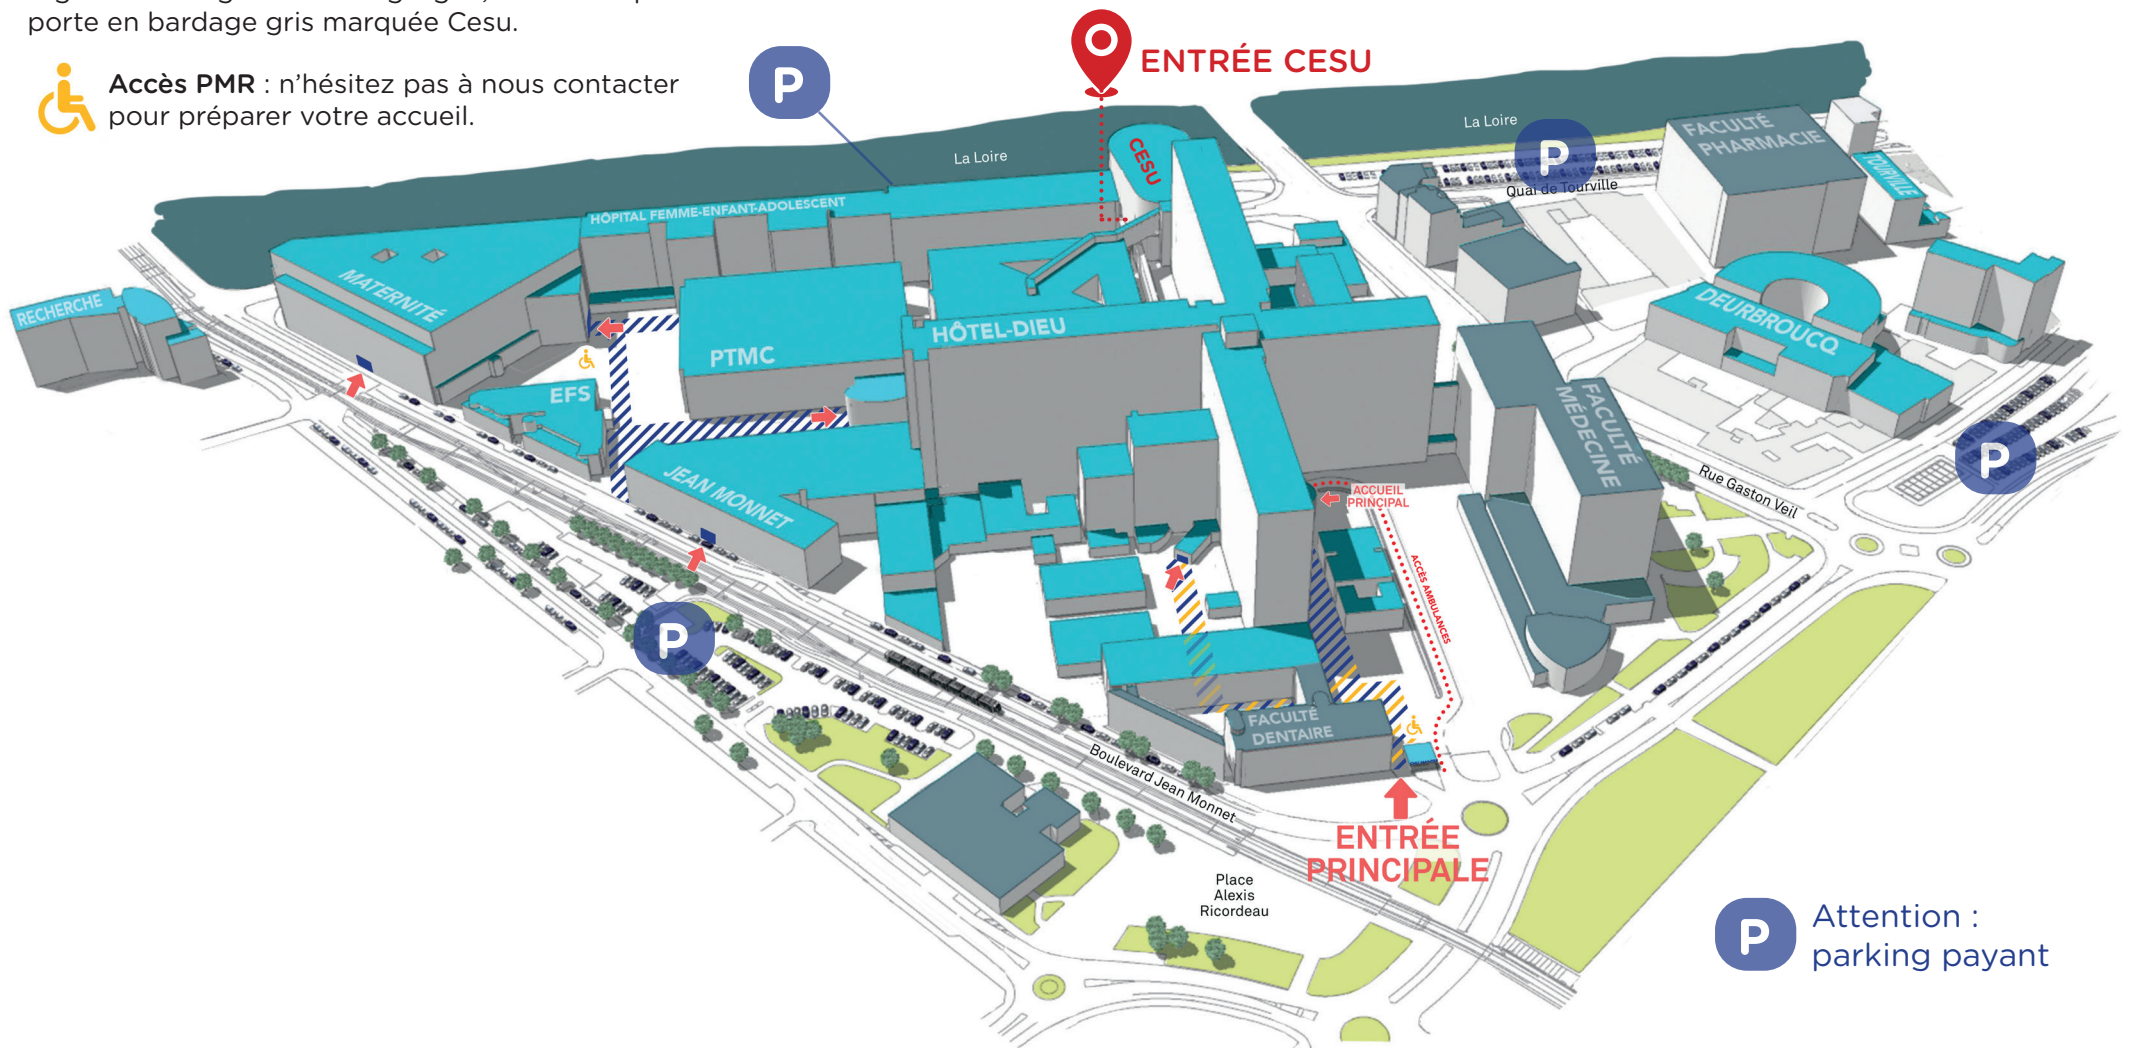 porte en bardage gris marquée Cesu.
Accès PMR : n'hésitez pas à nous contacter
pour préparer votre accueil.
P
ENTRÉE CESU
La Loire
La Loire
P
Quai de Tourville
FACULTÉ
PHARMACIE
TOURVILLE
CESU
HÔPITAL FEMME-ENFANT-ADOLESCENT
MATERNITÉ
RECHERCHE
PTMC
HÔTEL-DIEU
DEURBROUCQ
EFS
JEAN MONNET
FACULTÉ
MÉDECINE
P
Rue Gaston Veil
ACCUEIL
PRINCIPAL
ACCÈS AMBULANCES
P
FACULTÉ
DENTAIRE
Boulevard Jean Monnet
ENTRÉE
PRINCIPALE
Place
Alexis
Ricordeau
P
Attention :
parking payant